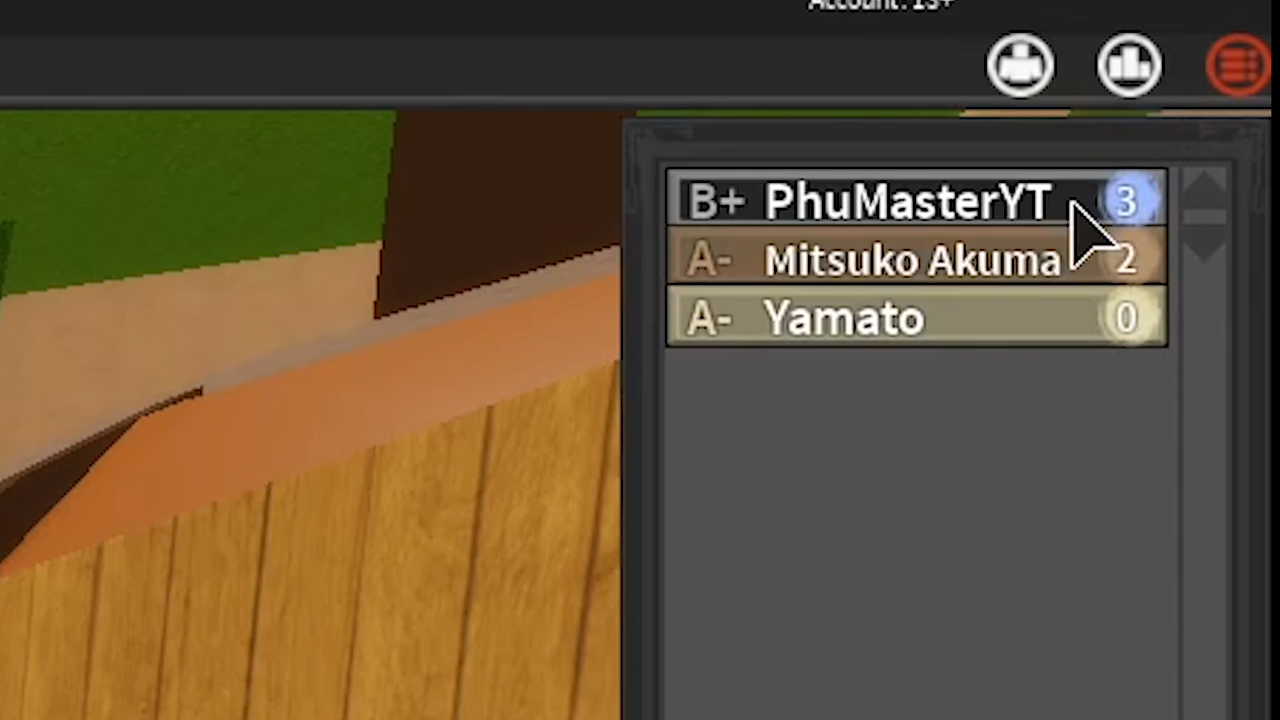 Account: 13+
B+ PhuMasterYT 3
A- Mitsuko Akuma 2
A- Yamato 0